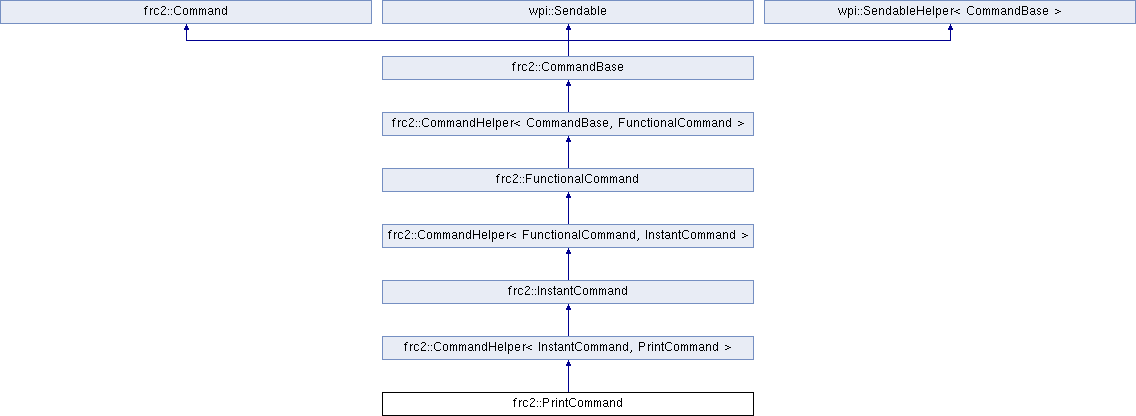 frc2::Command
wpi::Sendable
wpi::SendableHelper< CommandBase >
frc2::CommandBase
frc2::CommandHelper< CommandBase, FunctionalCommand >
frc2::FunctionalCommand
frc2::CommandHelper< FunctionalCommand, InstantCommand >
frc2::InstantCommand
frc2::CommandHelper< InstantCommand, PrintCommand >
frc2::PrintCommand